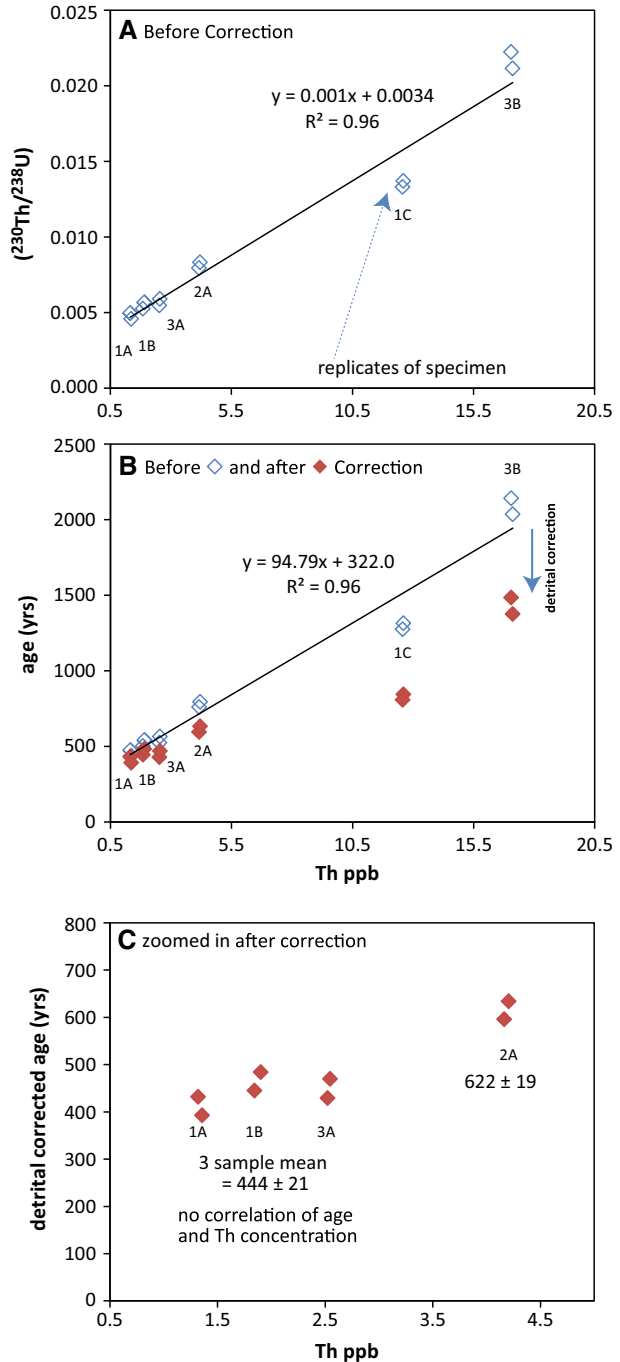 A Before Correction
0.025
0.020
0.015
0.010
0.005
0.000
(²³⁰Th/²³⁸U)
y = 0.001x + 0.0034
R² = 0.96
3B
1C
2A
3A
1A
1B
replicates of specimen
0.5 5.5 10.5 15.5 20.5
B Before and after Correction
2500
2000
1500
1000
500
0
age (yrs)
3B
detrital correction
y = 94.79x + 322.0
R² = 0.96
1C
2A
3A
1A
1B
0.5 5.5 10.5 15.5 20.5
Th ppb
C zoomed in after correction
800
700
600
500
400
300
200
100
0
detrital corrected age (yrs)
2A
622 ± 19
1A 1B 3A
3 sample mean
= 444 ± 21
no correlation of age
and Th concentration
0.5 1.5 2.5 3.5 4.5
Th ppb